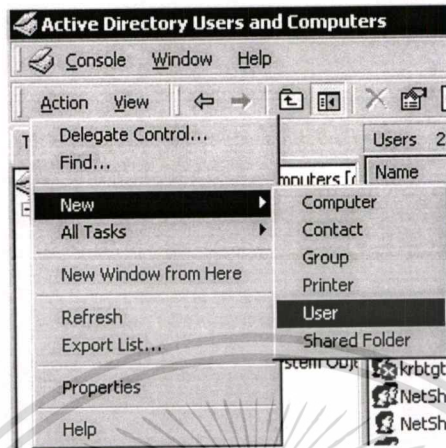 Active Directory Users and Computers
Console Window Help
Action View
Users 2
Name
Delegate Control...
Find...
New
All Tasks
New Window from Here
Refresh
Export List...
Properties
Help
Computer
Contact
Group
Printer
User
Shared Folder
krbtgt
NetSh
NetSh